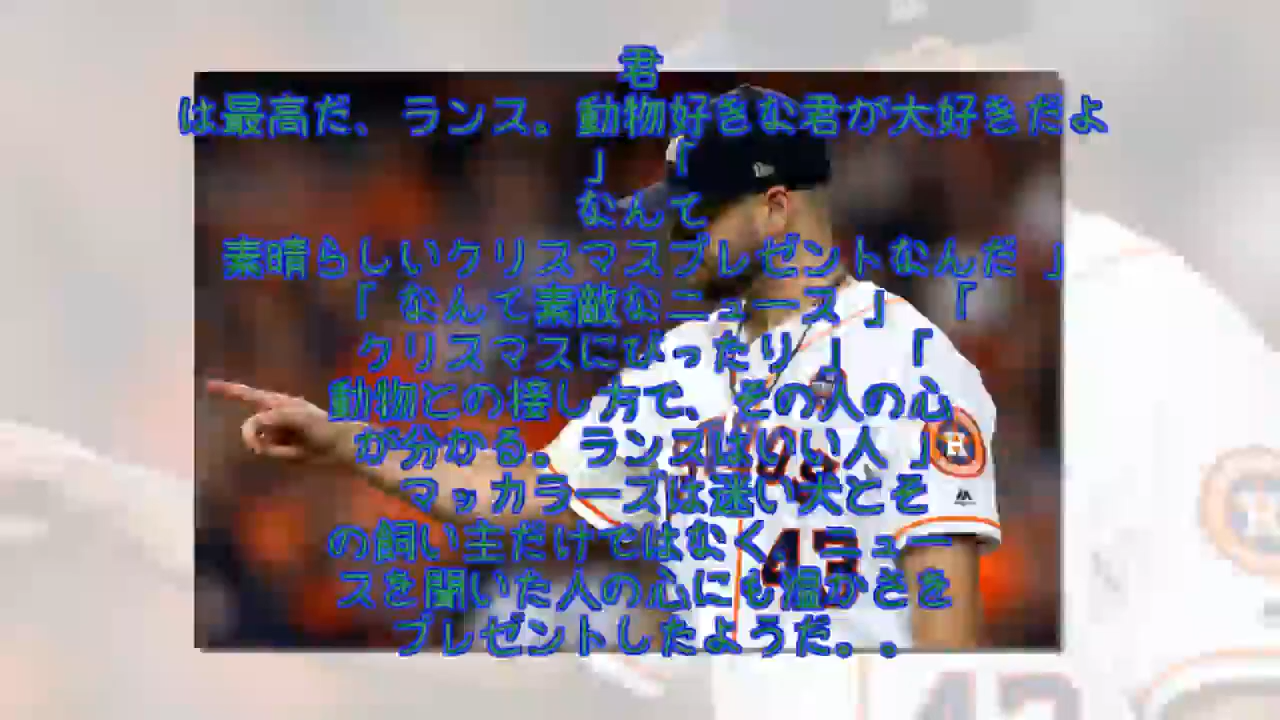 君
は最高だ、ランス。動物好きな君が大好きだよ
」 「
なんて
素晴らしいクリスマスプレゼントなんだ 」
「 なんて素敵なニュース 」 「
クリスマスにぴったり 」 「
動物との接し方で、その人の心
が分かる。ランスはいい人 」
マッカラーズは迷い犬とそ
の飼い主だけではなく、ニュー
スを聞いた人の心にも温かさを
プレゼントしたようだ。。
43